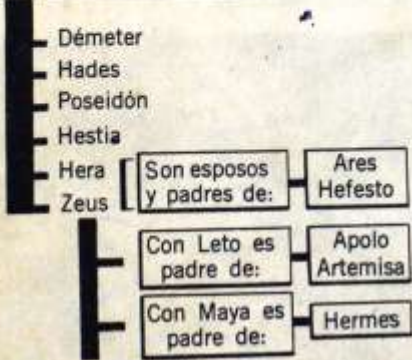 Démeter
Hades
Poseidón
Hestia
Hera
Zeus
Son esposos
y padres de:
Ares
Hefesto
Con Leto es
padre de:
Apolo
Artemisa
Con Maya es
padre de:
Hermes